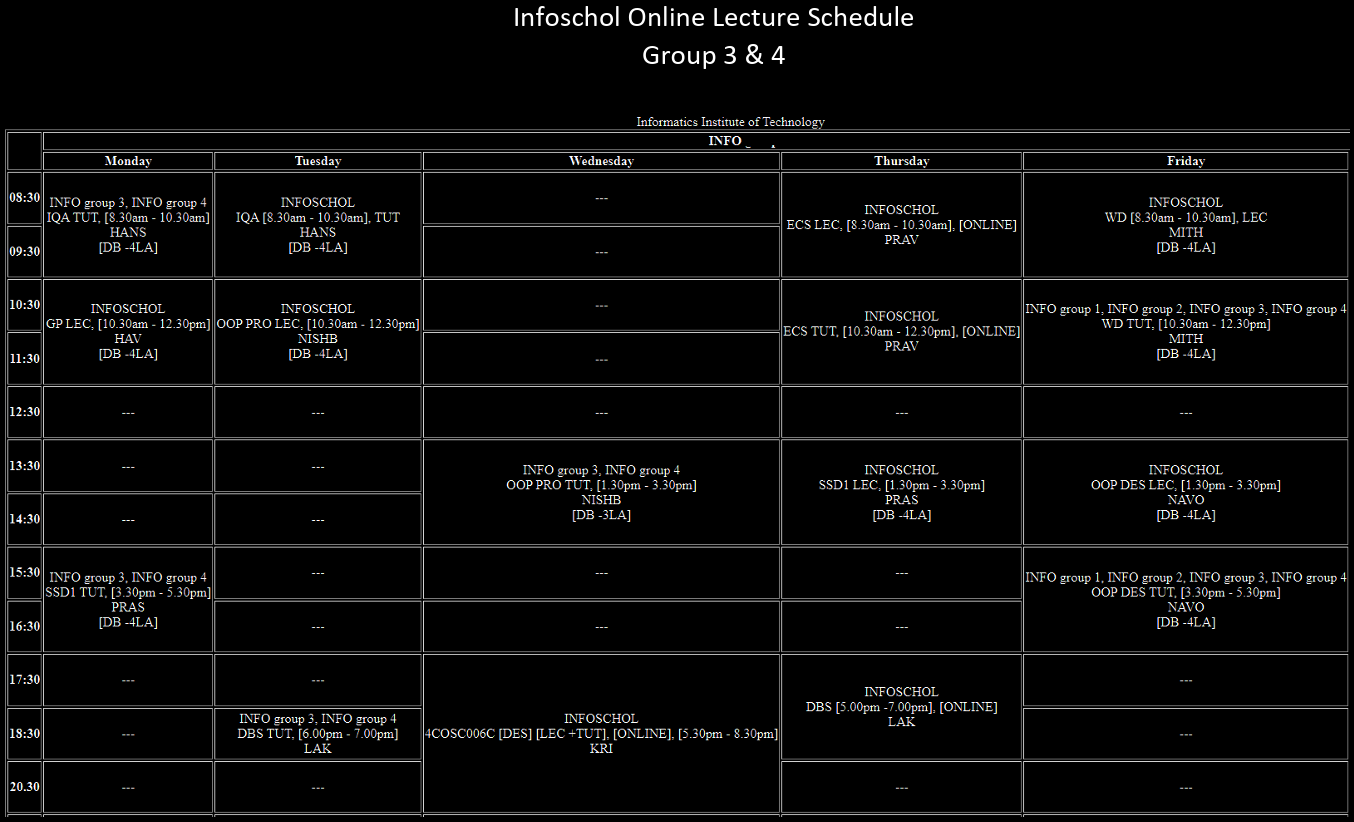 Infoschol Online Lecture Schedule
Group 3 & 4
Informatics Institute of Technology
INFO
Monday Tuesday Wednesday Thursday Friday
08:30
INFO group 3, INFO group 4
IQA TUT, [8.30am - 10.30am]
HANS
[DB -4LA]
INFOSCHOL
IQA [8.30am - 10.30am], TUT
HANS
[DB -4LA]
---
INFOSCHOL
ECS LEC, [8.30am - 10.30am], [ONLINE]
PRAV
INFOSCHOL
WD [8.30am - 10.30am], LEC
MITH
[DB -4LA]
09:30
---
10:30
INFOSCHOL
GP LEC, [10.30am - 12.30pm]
HAV
[DB -4LA]
INFOSCHOL
OOP PRO LEC, [10.30am - 12.30pm]
NISHB
[DB -4LA]
---
INFOSCHOL
ECS TUT, [10.30am - 12.30pm], [ONLINE]
PRAV
INFO group 1, INFO group 2, INFO group 3, INFO group 4
WD TUT, [10.30am - 12.30pm]
MITH
[DB -4LA]
11:30
---
12:30 --- --- --- --- ---
13:30
---
---
INFO group 3, INFO group 4
OOP PRO TUT, [1.30pm - 3.30pm]
NISHB
[DB -3LA]
INFOSCHOL
SSD1 LEC, [1.30pm - 3.30pm]
PRAS
[DB -4LA]
INFOSCHOL
OOP DES LEC, [1.30pm - 3.30pm]
NAVO
[DB -4LA]
14:30
---
---
15:30
INFO group 3, INFO group 4
SSD1 TUT, [3.30pm - 5.30pm]
PRAS
[DB -4LA]
---
---
---
INFO group 1, INFO group 2, INFO group 3, INFO group 4
OOP DES TUT, [3.30pm - 5.30pm]
NAVO
[DB -4LA]
16:30
---
---
---
17:30
---
---
INFOSCHOL
4COSC006C [DES] [LEC +TUT], [ONLINE], [5.30pm - 8.30pm]
KRI
INFOSCHOL
DBS [5.00pm -7.00pm], [ONLINE]
LAK
---
18:30
---
INFO group 3, INFO group 4
DBS TUT, [6.00pm - 7.00pm]
LAK
---
20.30
---
---
---
---